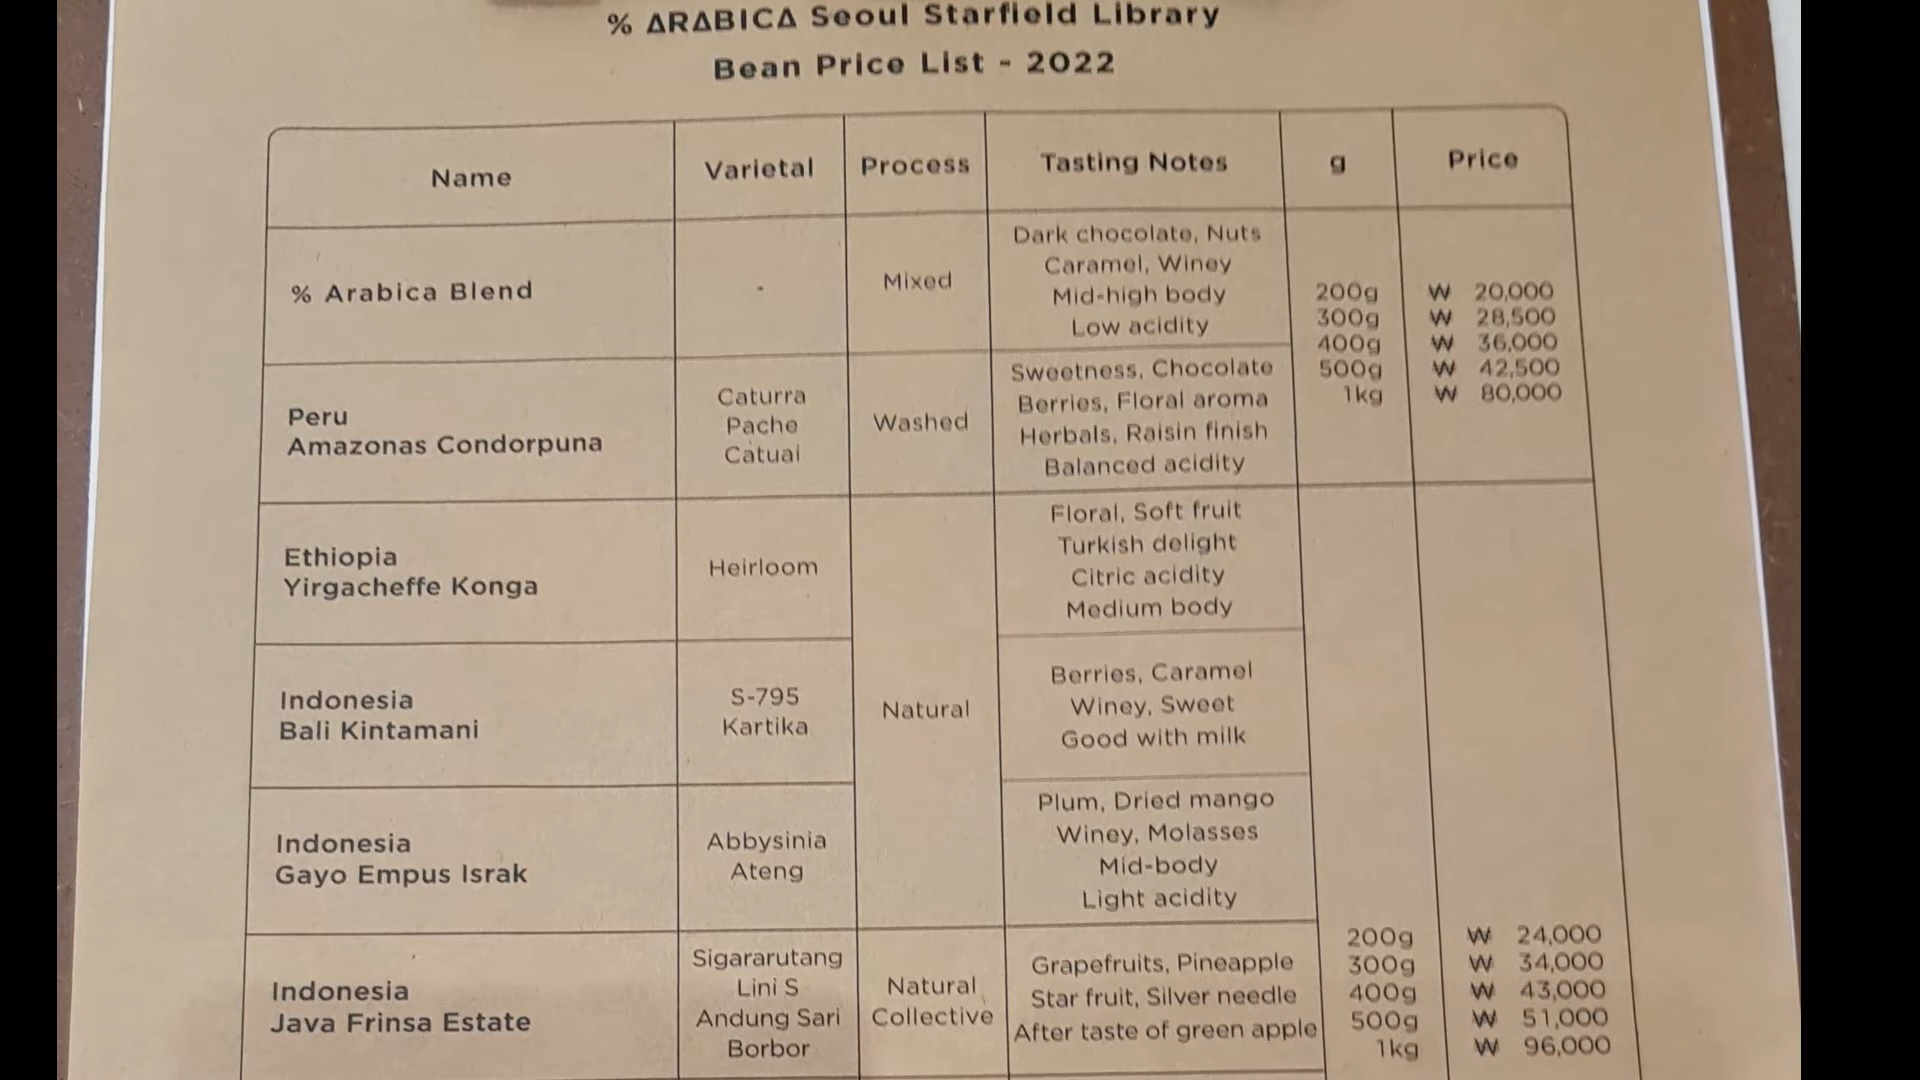 % ∆R∆BIC∆ Seoul Starfield Library
Bean Price List - 2022
Name Varietal Process Tasting Notes g Price
% Arabica Blend
-
Mixed
Dark chocolate, Nuts
Caramel, Winey
Mid-high body
Low acidity
Peru
Amazonas Condorpuna
Caturra
Pache
Catuai
Washed
Sweetness, Chocolate
Berries, Floral aroma
Herbals, Raisin finish
Balanced acidity
200g ₩ 20,000
300g ₩ 28,500
400g ₩ 36,000
500g ₩ 42,500
1kg ₩ 80,000
Ethiopia
Yirgacheffe Konga
Heirloom
Natural
Floral, Soft fruit
Turkish delight
Citric acidity
Medium body
Indonesia
Bali Kintamani
S-795
Kartika
Berries, Caramel
Winey, Sweet
Good with milk
Indonesia
Gayo Empus Israk
Abbysinia
Ateng
Plum, Dried mango
Winey, Molasses
Mid-body
Light acidity
Indonesia
Java Frinsa Estate
Sigararutang
Lini S
Andung Sari
Borbor
Natural
Collective
Grapefruits, Pineapple
Star fruit, Silver needle
After taste of green apple
200g ₩ 24,000
300g ₩ 34,000
400g ₩ 43,000
500g ₩ 51,000
1kg ₩ 96,000